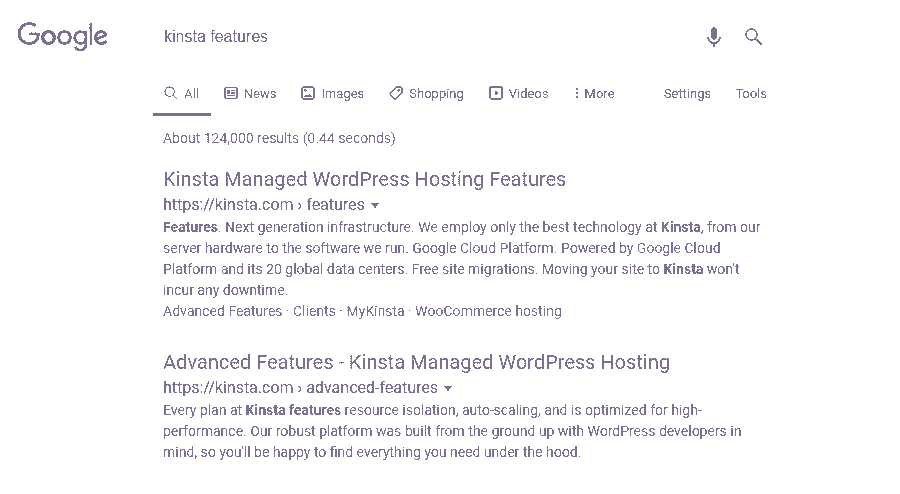 Google
kinsta features
All News Images Shopping Videos More Settings Tools
About 124,000 results (0.44 seconds)
Kinsta Managed WordPress Hosting Features
https://kinsta.com › features
Features. Next generation infrastructure. We employ only the best technology at Kinsta, from our
server hardware to the software we run. Google Cloud Platform. Powered by Google Cloud
Platform and its 20 global data centers. Free site migrations. Moving your site to Kinsta won't
incur any downtime.
Advanced Features · Clients · MyKinsta · WooCommerce hosting
Advanced Features - Kinsta Managed WordPress Hosting
https://kinsta.com › advanced-features
Every plan at Kinsta features resource isolation, auto-scaling, and is optimized for high-
performance. Our robust platform was built from the ground up with WordPress developers in
mind, so you'll be happy to find everything you need under the hood.